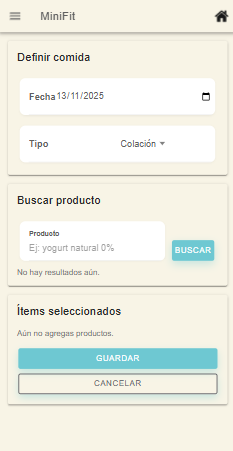 MiniFit
Definir comida
Fecha 13/11/2025
Tipo Colación
Buscar producto
Producto
Ej: yogurt natural 0%
BUSCAR
No hay resultados aún.
Ítems seleccionados
Aún no agregas productos.
GUARDAR
CANCELAR